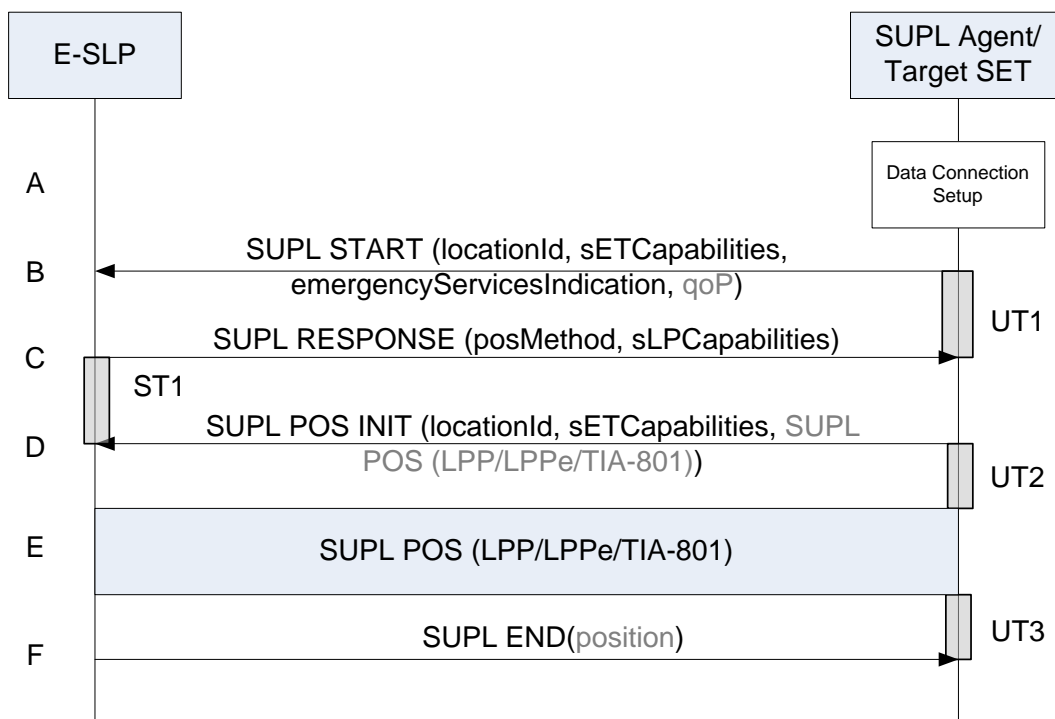 E-SLP
SUPL Agent/
Target SET
A
Data Connection
Setup
B
SUPL START (locationId, sETCapabilities,
emergencyServicesIndication, qoP)
UT1
C
SUPL RESPONSE (posMethod, sLPCapabilities)
ST1
D
SUPL POS INIT (locationId, sETCapabilities, SUPL
POS (LPP/LPPe/TIA-801))
UT2
E
SUPL POS (LPP/LPPe/TIA-801)
F
SUPL END(position)
UT3